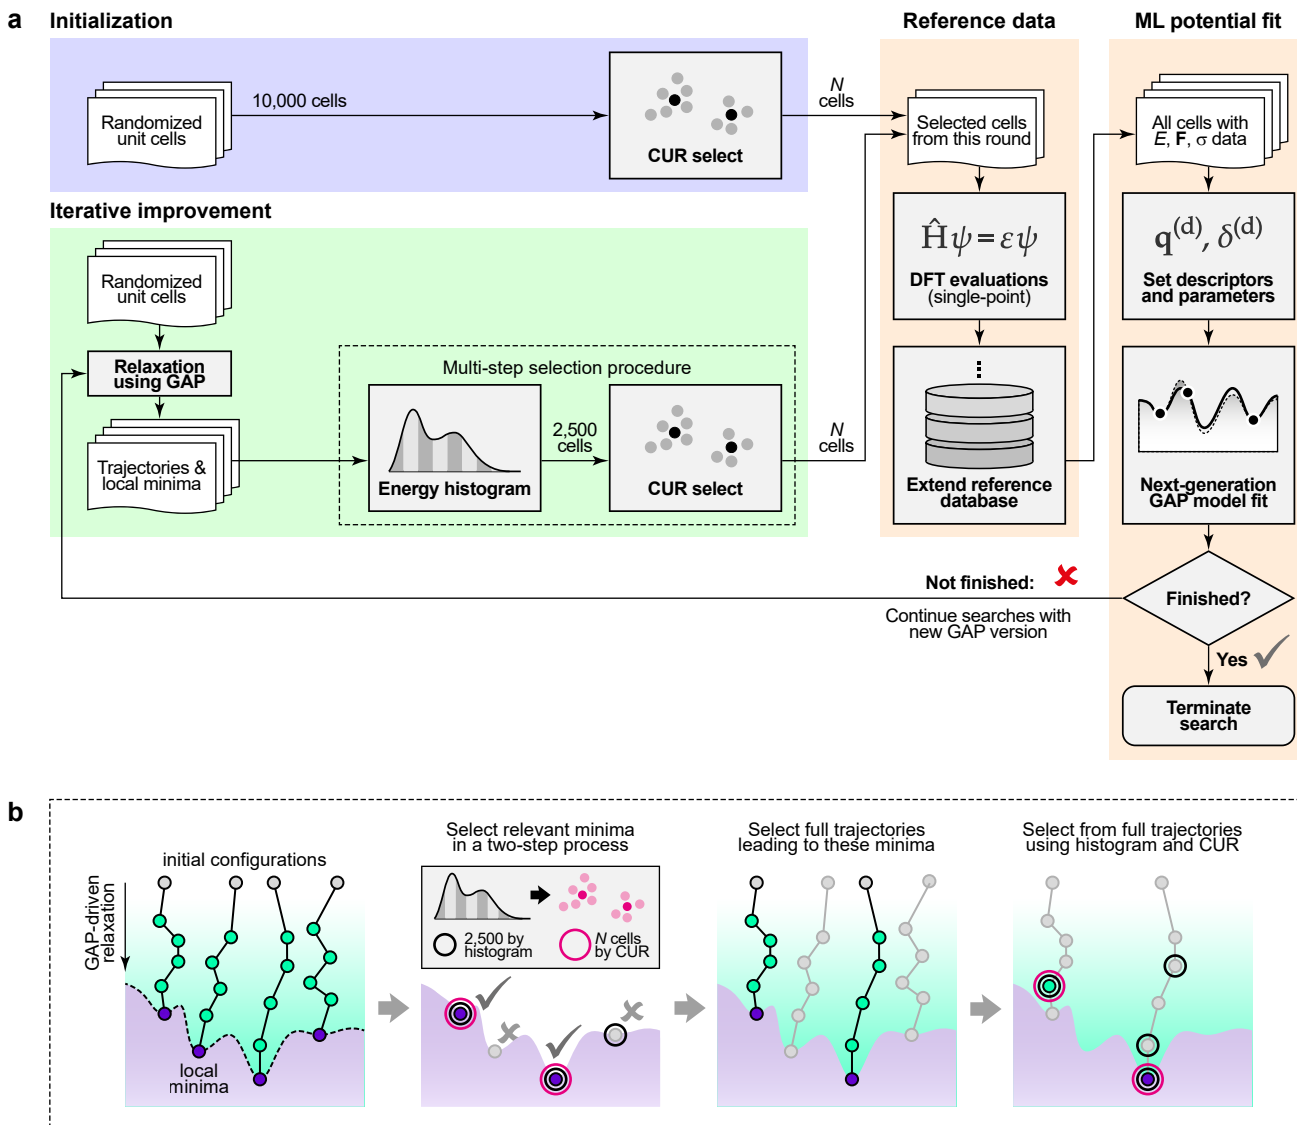 a
Initialization
Reference data
ML potential fit
Randomized
unit cells
10,000 cells
CUR select
N
cells
Selected cells
from this round
All cells with
E, F, σ data
Iterative improvement
Randomized
unit cells
Relaxation
using GAP
Trajectories &
local minima
Multi-step selection procedure
Energy histogram
2,500
cells
CUR select
N
cells
Ĥψ = εψ
DFT evaluations
(single-point)
Extend reference
database
q(d), δ(d)
Set descriptors
and parameters
Next-generation
GAP model fit
Not finished:
Continue searches with
new GAP version
Finished?
Yes
Terminate
search
b
GAP-driven
relaxation
initial configurations
local
minima
Select relevant minima
in a two-step process
2,500 by
histogram
N cells
by CUR
Select full trajectories
leading to these minima
Select from full trajectories
using histogram and CUR